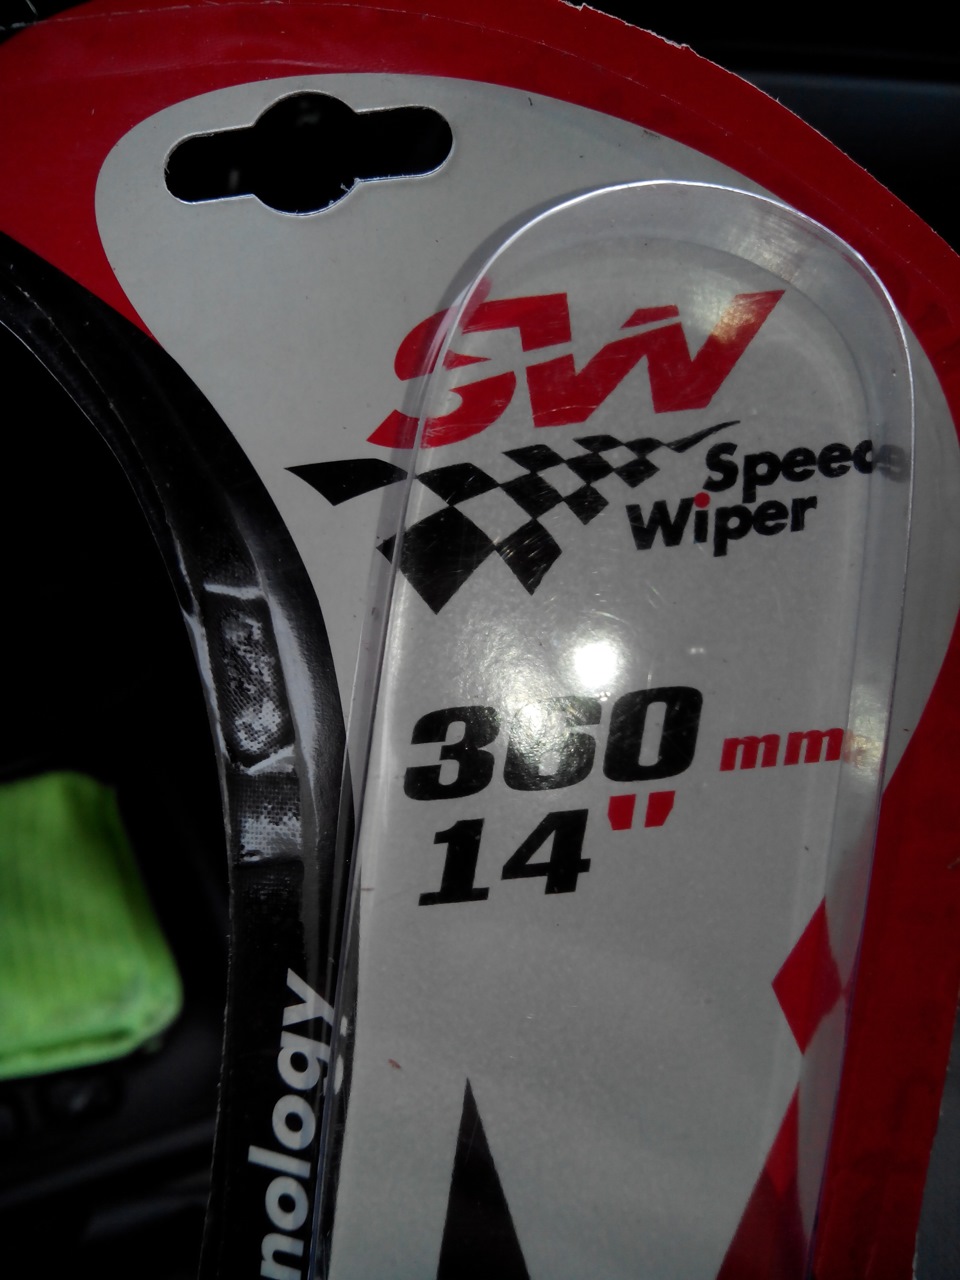 SW
Speed
Wiper
360 mm
14"
nology